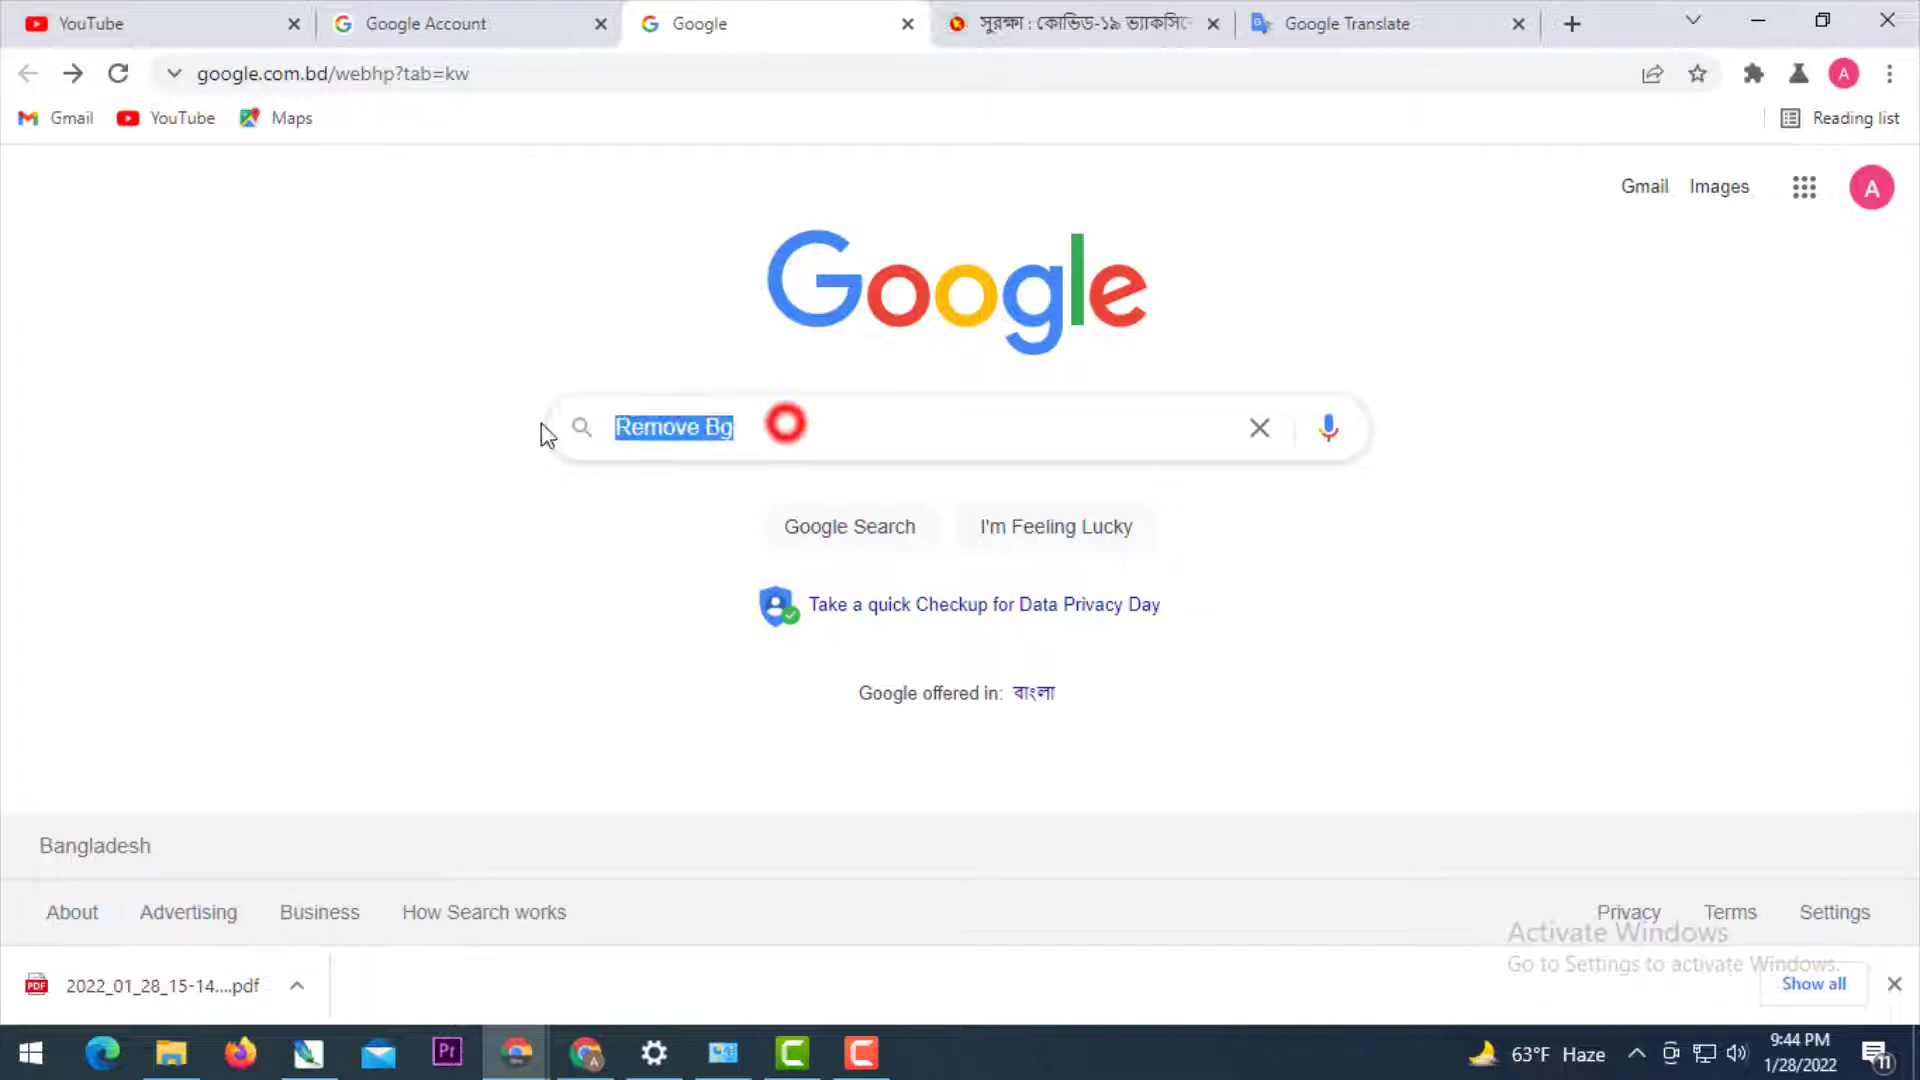 YouTube
Google Account
Google
সুরক্ষা : কোভিড-১৯ ভ্যাকসিনে
Google Translate
google.com.bd/webhp?tab=kw
A
Gmail
YouTube
Maps
Reading list
Gmail
Images
A
Google
Remove Bg
Google Search
I'm Feeling Lucky
Take a quick Checkup for Data Privacy Day
Google offered in: বাংলা
Bangladesh
About
Advertising
Business
How Search works
Privacy
Terms
Settings
Activate Windows
Go to Settings to activate Windows.
PDF
2022_01_28_15-14....pdf
Show all
Pr
A
63°F Haze
9:44 PM
1/28/2022
11